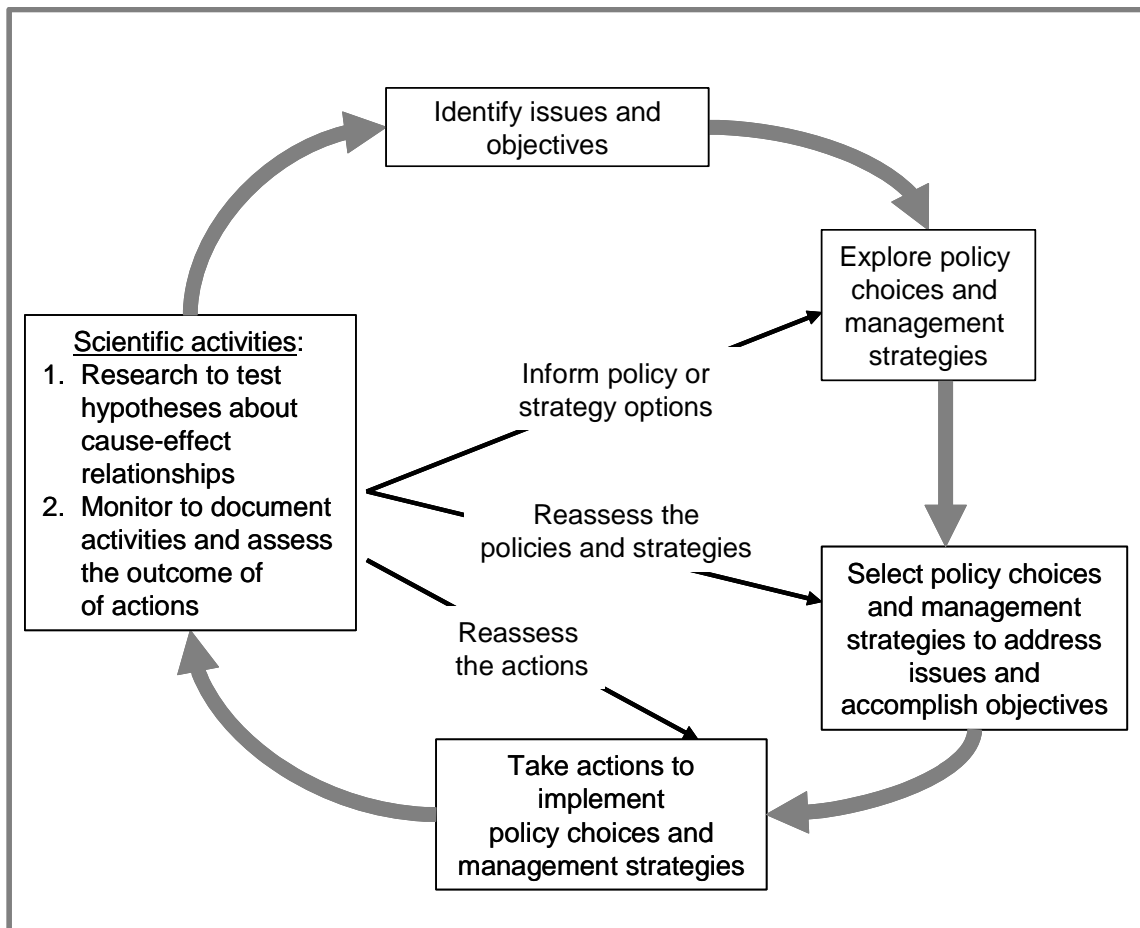 Identify issues and
objectives
Explore policy
choices and
management
strategies
Scientific activities:
1. Research to test
hypotheses about
cause-effect
relationships
2. Monitor to document
activities and assess
the outcome of
of actions
Inform policy or
strategy options
Reassess the
policies and strategies
Reassess
the actions
Select policy choices
and management
strategies to address
issues and
accomplish objectives
Take actions to
implement
policy choices and
management strategies